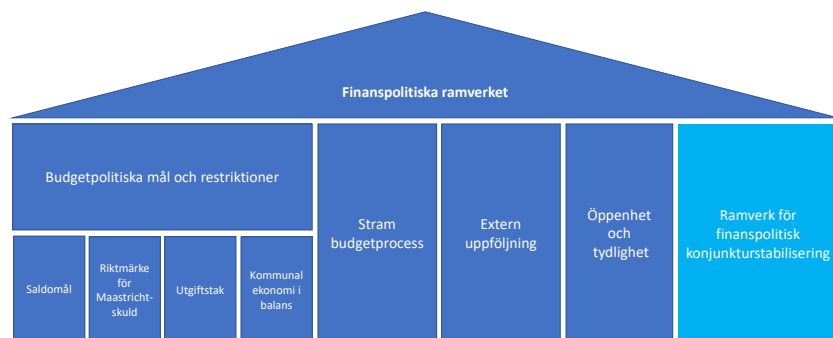 Finanspolitiska ramverket
Budgetpolitiska mål och restriktioner
Saldomål
Riktmärke
för
Maastricht-
skuld
Utgiftstak
Kommunal
ekonomi i
balans
Stram
budgetprocess
Extern
uppföljning
Öppenhet
och
tydlighet
Ramverk för
finanspolitisk
konjunkturstabilisering